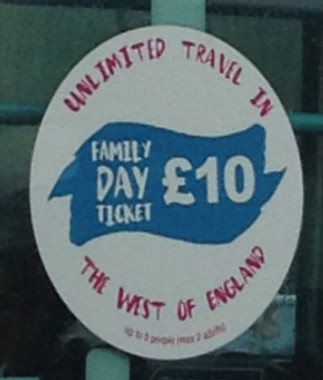 UNLIMITED TRAVEL IN
FAMILY
DAY
TICKET
£10
THE WEST OF ENGLAND
up to 5 people (max 2 adults)